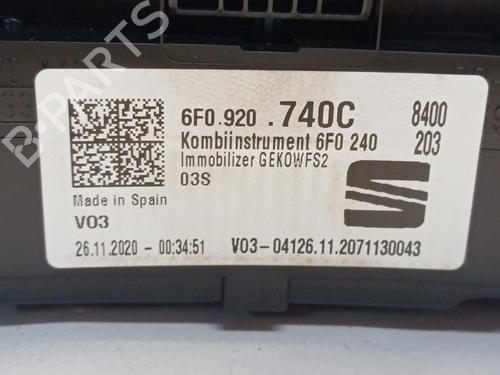 6F0.920 .740C 8400
Kombiinstrument 6F0 240 203
Immobilizer GEKOWFS2
03S
Made in Spain
V03
26.11.2020 - 00:34:51 V03-04126.11.2071130043
B-PARTS